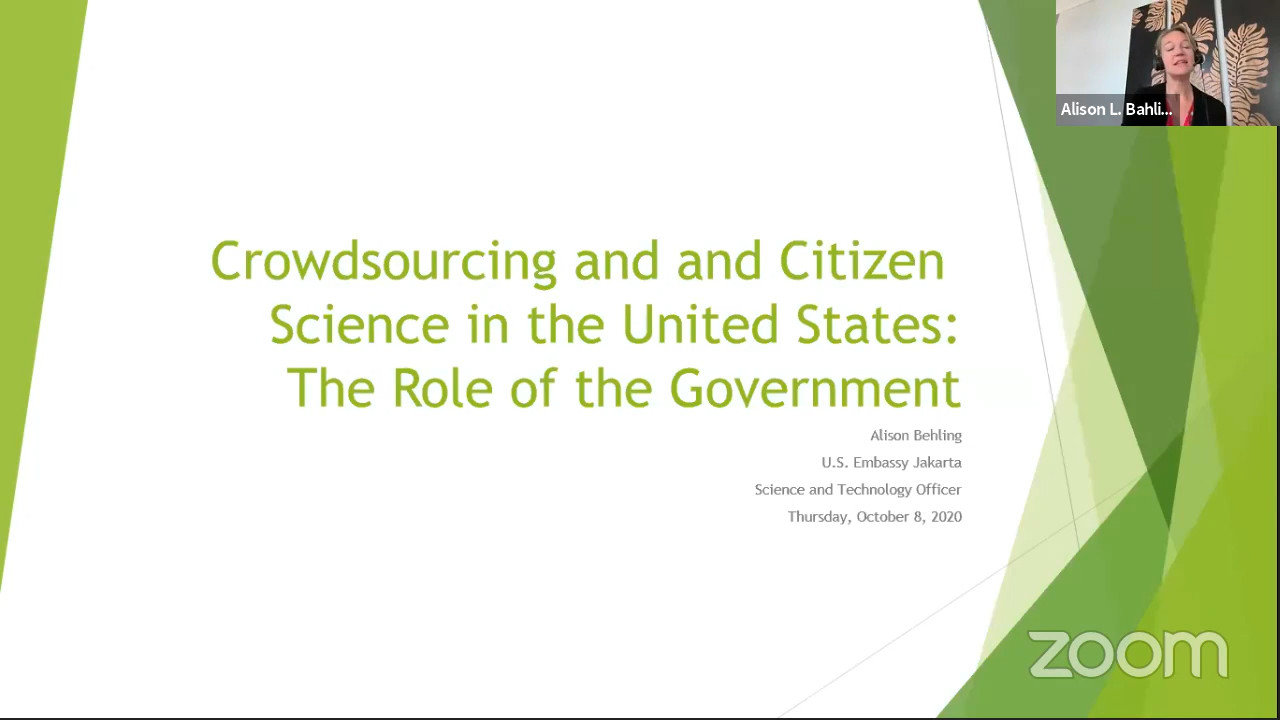 Alison L. Bahli...
Crowdsourcing and and Citizen
Science in the United States:
The Role of the Government
Alison Behling
U.S. Embassy Jakarta
Science and Technology Officer
Thursday, October 8, 2020
zoom